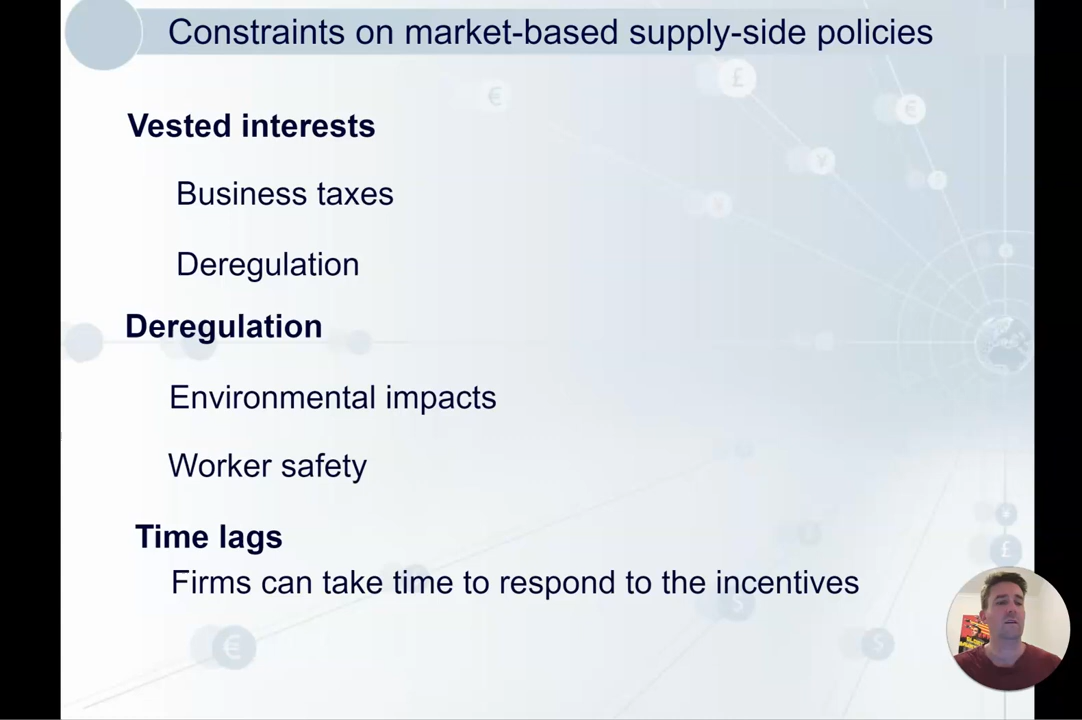 Constraints on market-based supply-side policies
Vested interests
Business taxes
Deregulation
Deregulation
Environmental impacts
Worker safety
Time lags
Firms can take time to respond to the incentives